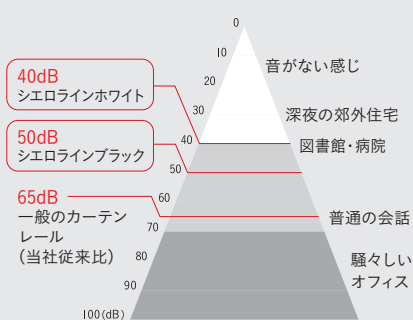 0
10
20
30
40
50
60
70
80
90
100(dB)
40dB
シエロラインホワイト
50dB
シエロラインブラック
65dB
一般のカーテン
レール
（当社従来比）
音がない感じ
深夜の郊外住宅
図書館・病院
普通の会話
騒々しい
オフィス